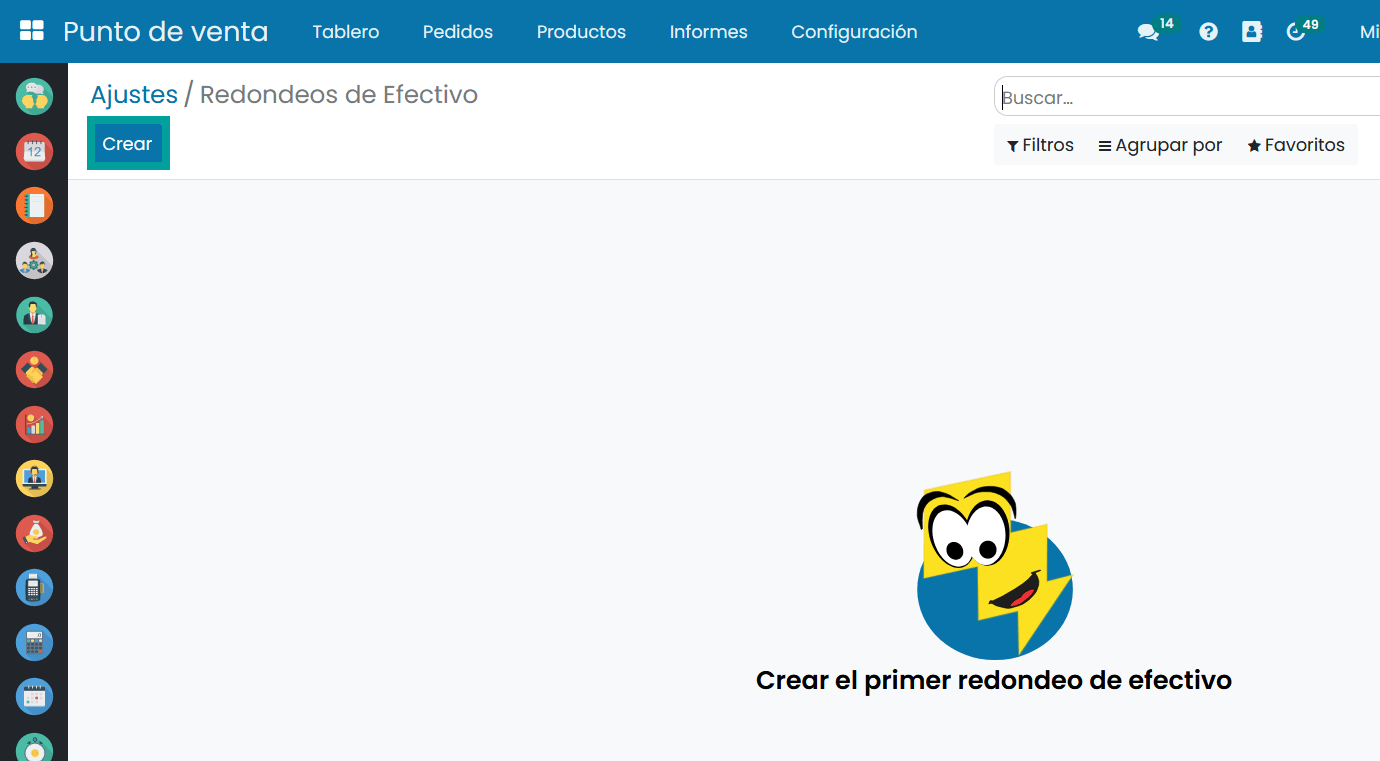 Punto de venta Tablero Pedidos Productos Informes Configuración 14 49 Mi
Ajustes / Redondeos de Efectivo
Buscar...
Crear
Filtros Agrupar por Favoritos
12
Crear el primer redondeo de efectivo